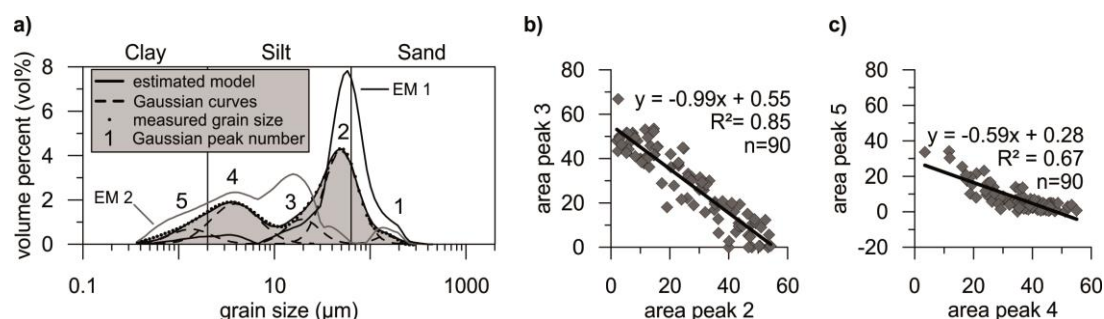 a)
Clay Silt Sand
volume percent (vol%)
8
6
4
2
0
estimated model
Gaussian curves
measured grain size
1 Gaussian peak number
EM 1
EM 2
5
4
3
2
1
0.1 10 1000
grain size (µm)
b)
area peak 3
80
60
40
20
0
y = -0.99x + 0.55
R²= 0.85
n=90
0 20 40 60
area peak 2
c)
area peak 5
80
60
40
20
0
-20
y = -0.59x + 0.28
R² = 0.67
n=90
0 20 40 60
area peak 4